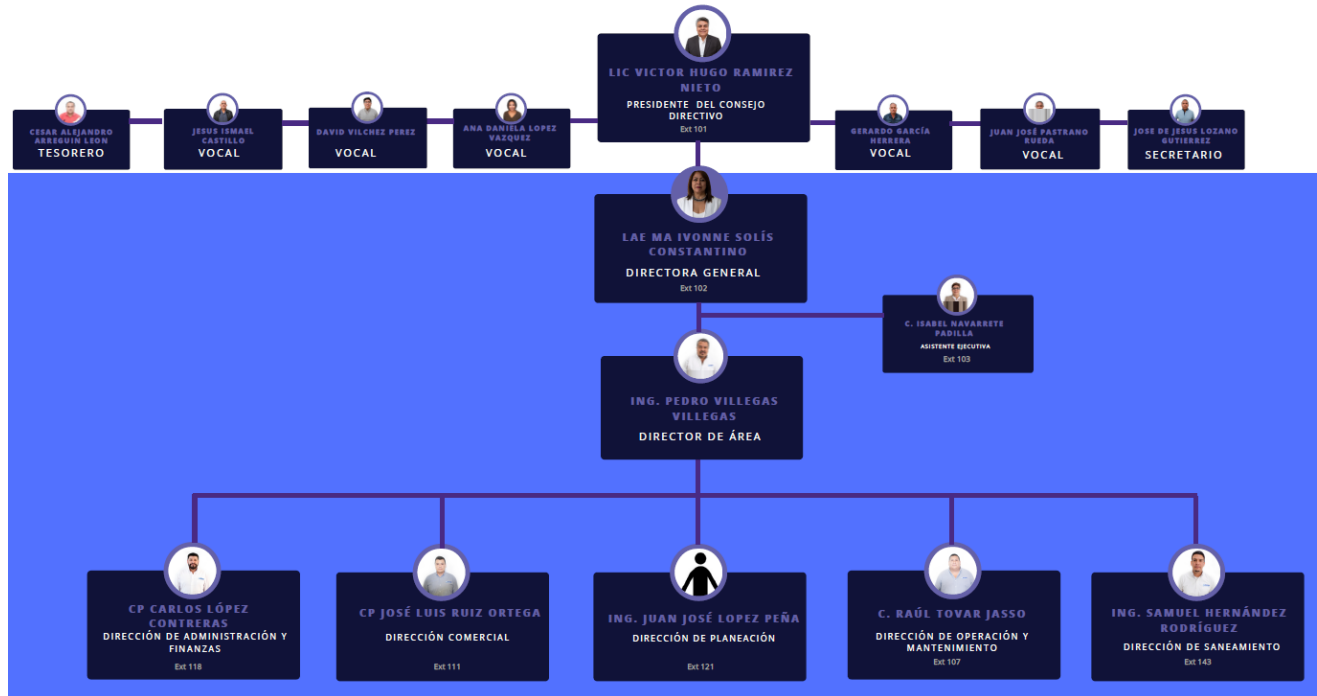 LIC VICTOR HUGO RAMIREZ
NIETO
PRESIDENTE DEL CONSEJO
DIRECTIVO
Ext 101
CESAR ALEJANDRO
ARREGUIN LEON
TESORERO
JESUS ISMAEL
CASTILLO
VOCAL
DAVID VILCHEZ PEREZ
VOCAL
ANA DANIELA LOPEZ
VAZQUEZ
VOCAL
GERARDO GARCÍA
HERRERA
VOCAL
JUAN JOSÉ PASTRANO
RUEDA
VOCAL
JOSE DE JESUS LOZANO
GUTIERREZ
SECRETARIO
LAE MA IVONNE SOLÍS
CONSTANTINO
DIRECTORA GENERAL
Ext 102
C. ISABEL NAVARRETE
PADILLA
ASISTENTE EJECUTIVA
Ext 103
ING. PEDRO VILLEGAS
VILLEGAS
DIRECTOR DE ÁREA
CP CARLOS LÓPEZ
CONTRERAS
DIRECCIÓN DE ADMINISTRACIÓN Y
FINANZAS
Ext 118
CP JOSÉ LUIS RUIZ ORTEGA
DIRECCIÓN COMERCIAL
Ext 111
ING. JUAN JOSÉ LOPEZ PEÑA
DIRECCIÓN DE PLANEACIÓN
Ext 121
C. RAÚL TOVAR JASSO
DIRECCIÓN DE OPERACIÓN Y
MANTENIMIENTO
Ext 107
ING. SAMUEL HERNÁNDEZ
RODRÍGUEZ
DIRECCIÓN DE SANEAMIENTO
Ext 143